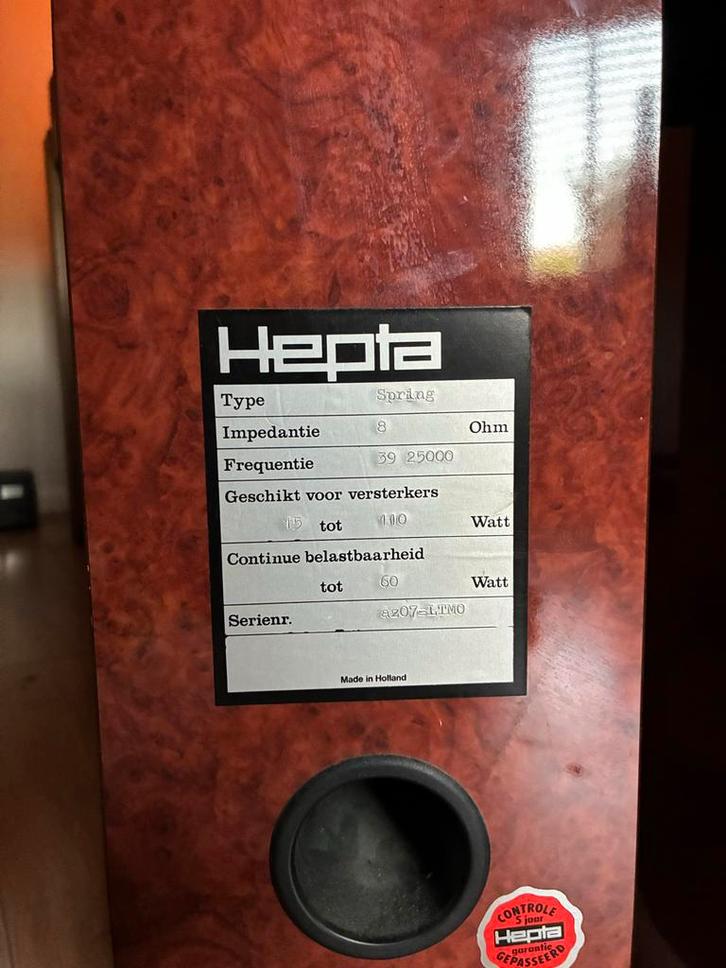 Hepta
Type Spring
Impedantie 8 Ohm
Frequentie 39 25000
Geschikt voor versterkers
15 tot 110 Watt
Continue belastbaarheid
tot 60 Watt
Serienr. az07-LTM0
Made in Holland
CONTROLE
5 jaar
Hepta
garantie
GEPASSEERD